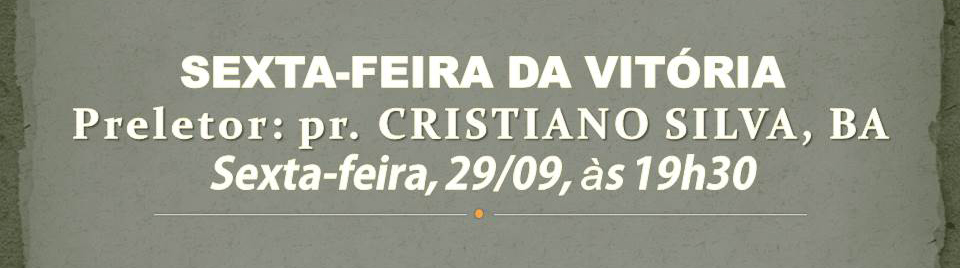 SEXTA-FEIRA DA VITÓRIA
Preletor: pr. CRISTIANO SILVA, BA
Sexta-feira, 29/09, às 19h30